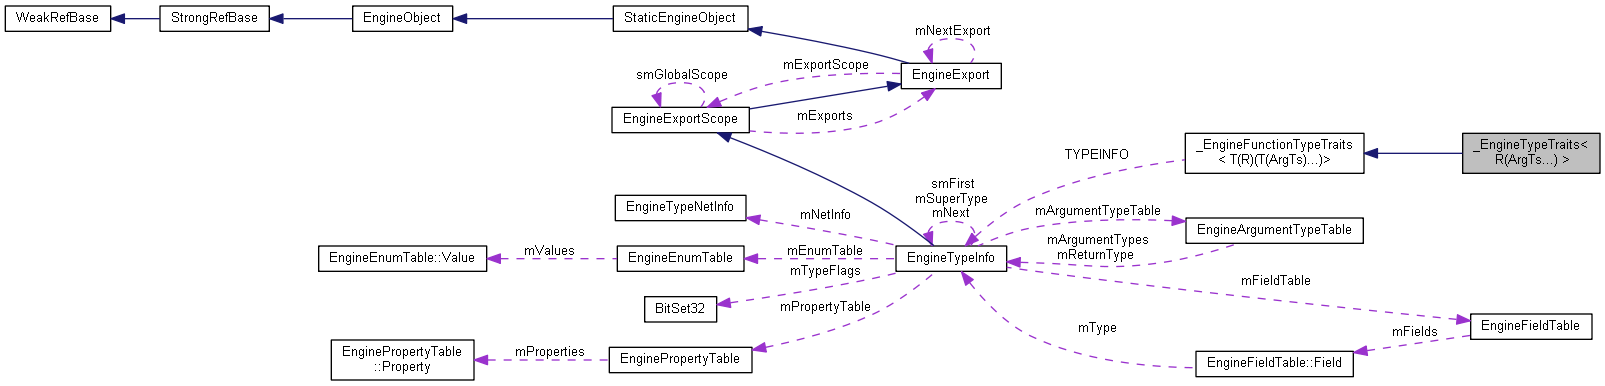 WeakRefBase
StrongRefBase
EngineObject
StaticEngineObject
mNextExport
smGlobalScope
mExportScope
EngineExport
EngineExportScope
mExports
TYPEINFO
_EngineFunctionTypeTraits
< T(R)(T(ArgTs)...)>
_EngineTypeTraits<
R(ArgTs...) >
EngineTypeNetInfo
mNetInfo
smFirst
mSuperType
mNext
mArgumentTypeTable
EngineArgumentTypeTable
EngineEnumTable::Value
mValues
EngineEnumTable
mEnumTable
EngineTypeInfo
mArgumentTypes
mReturnType
mTypeFlags
BitSet32
mPropertyTable
mFieldTable
mType
mFields
EngineFieldTable
EnginePropertyTable
::Property
mProperties
EnginePropertyTable
EngineFieldTable::Field